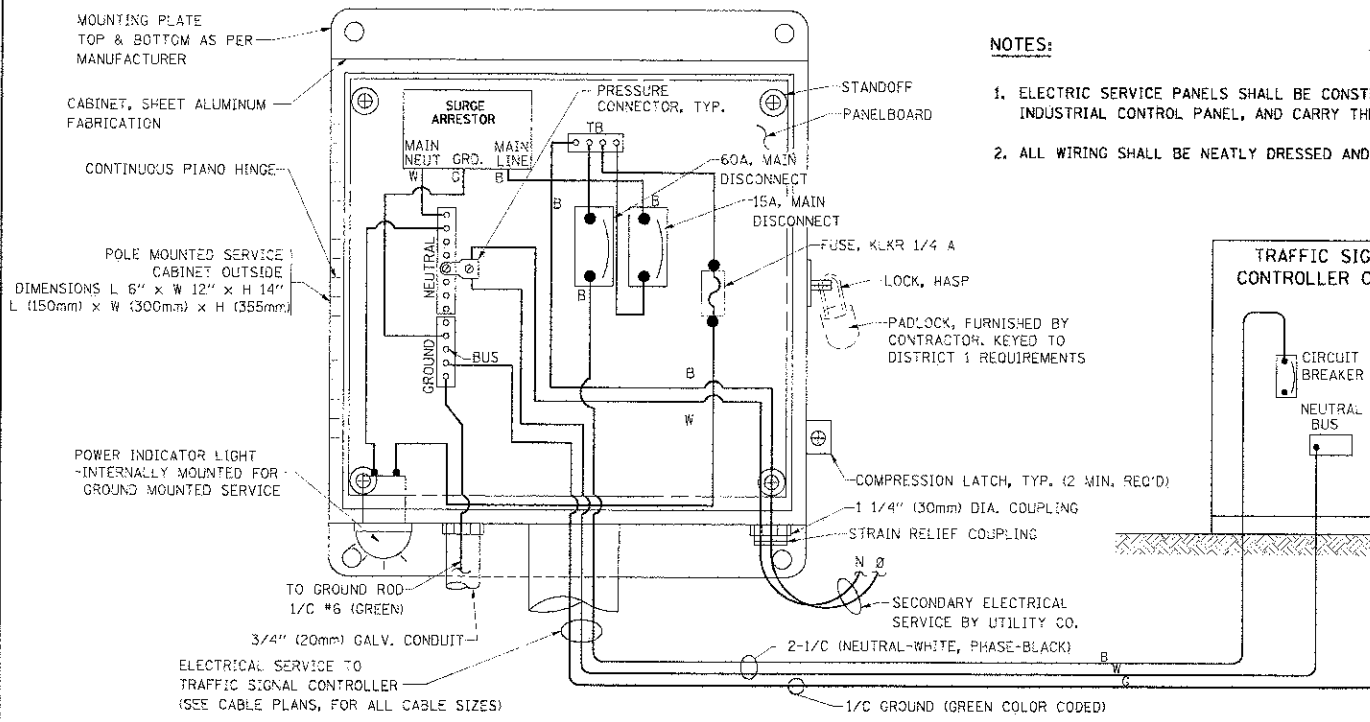 MOUNTING PLATE
TOP & BOTTOM AS PER
MANUFACTURER
CABINET, SHEET ALUMINUM
FABRICATION
CONTINUOUS PIANO HINGE
POLE MOUNTED SERVICE
CABINET OUTSIDE
DIMENSIONS L 6" x W 12" x H 14"
L (150mm) x W (300mm) x H (355mm)
POWER INDICATOR LIGHT
-INTERNALLY MOUNTED FOR
GROUND MOUNTED SERVICE
TO GROUND ROD
1/C #6 (GREEN)
3/4" (20mm) GALV. CONDUIT
ELECTRICAL SERVICE TO
TRAFFIC SIGNAL CONTROLLER
(SEE CABLE PLANS, FOR ALL CABLE SIZES)
SURGE
ARRESTOR
MAIN
NEUT
GRD.
MAIN
LINE
W
G
B
PRESSURE
CONNECTOR, TYP.
TB
60A, MAIN
DISCONNECT
15A, MAIN
DISCONNECT
B
B
B
NEUTRAL
GROUND
BUS
FUSE, KLKR 1/4 A
B
W
STANDOFF
PANELBOARD
LOCK, HASP
PADLOCK, FURNISHED BY
CONTRACTOR. KEYED TO
DISTRICT 1 REQUIREMENTS
COMPRESSION LATCH, TYP. (2 MIN. REQ'D)
1 1/4" (30mm) DIA. COUPLING
STRAIN RELIEF COUPLING
N Ø
SECONDARY ELECTRICAL
SERVICE BY UTILITY CO.
2-1/C (NEUTRAL-WHITE, PHASE-BLACK)
B
W
G
1/C GROUND (GREEN COLOR CODED)
NOTES:
1. ELECTRIC SERVICE PANELS SHALL BE CONST
INDUSTRIAL CONTROL PANEL, AND CARRY TH
2. ALL WIRING SHALL BE NEATLY DRESSED AND
TRAFFIC SIG
CONTROLLER C
CIRCUIT
BREAKER
NEUTRAL
BUS